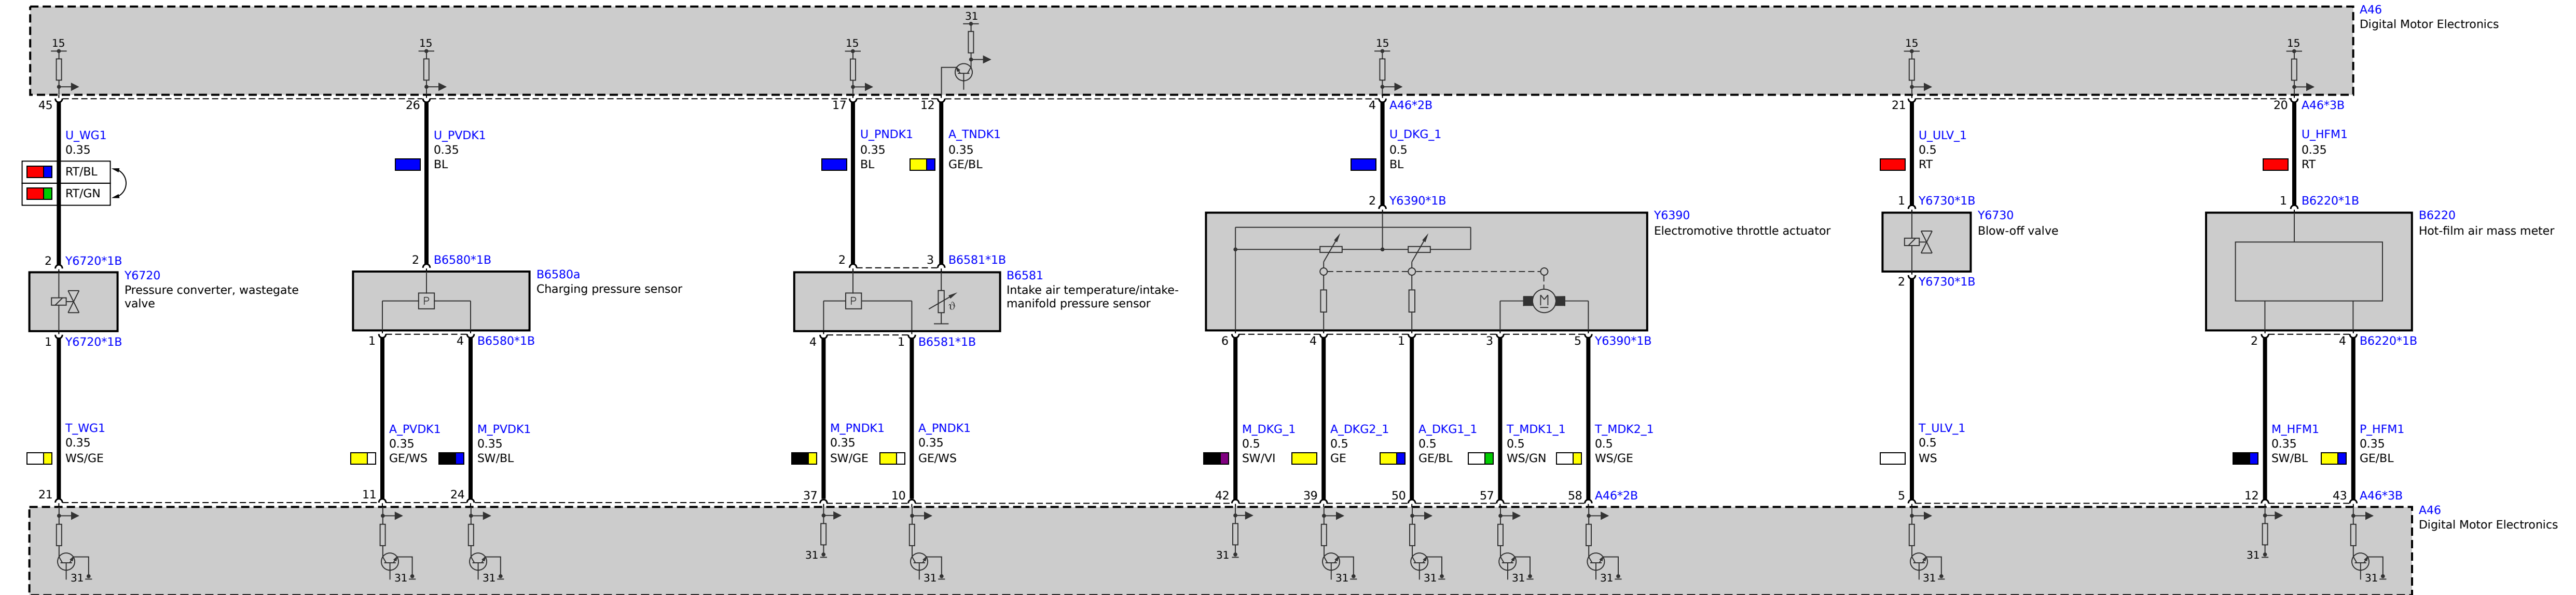 A46
Digital Motor Electronics
31
15
15
15
15
15
15
45
26
17
12
4
A46*2B
21
20
A46*3B
U_WG1
0.35
RT/BL
RT/GN
U_PVDK1
0.35
BL
U_PNDK1
0.35
BL
A_TNDK1
0.35
GE/BL
U_DKG_1
0.5
BL
U_ULV_1
0.5
RT
U_HFM1
0.35
RT
2
Y6720*1B
2
B6580*1B
2
3
B6581*1B
2
Y6390*1B
1
Y6730*1B
1
B6220*1B
Y6720
Pressure converter, wastegate
valve
P
B6580a
Charging pressure sensor
P
ϑ
B6581
Intake air temperature/intake-
manifold pressure sensor
M
Y6390
Electromotive throttle actuator
Y6730
Blow-off valve
B6220
Hot-film air mass meter
1
Y6720*1B
1
4
B6580*1B
4
1
B6581*1B
6
4
1
3
5
Y6390*1B
2
Y6730*1B
2
4
B6220*1B
T_WG1
0.35
WS/GE
A_PVDK1
0.35
GE/WS
M_PVDK1
0.35
SW/BL
M_PNDK1
0.35
SW/GE
A_PNDK1
0.35
GE/WS
M_DKG_1
0.5
SW/VI
A_DKG2_1
0.5
GE
A_DKG1_1
0.5
GE/BL
T_MDK1_1
0.5
WS/GN
T_MDK2_1
0.5
WS/GE
T_ULV_1
0.5
WS
M_HFM1
0.35
SW/BL
P_HFM1
0.35
GE/BL
21
11
24
37
10
42
39
50
57
58
A46*2B
5
12
43
A46*3B
A46
Digital Motor Electronics
31
31
31
31
31
31
31
31
31
31
31
31
31